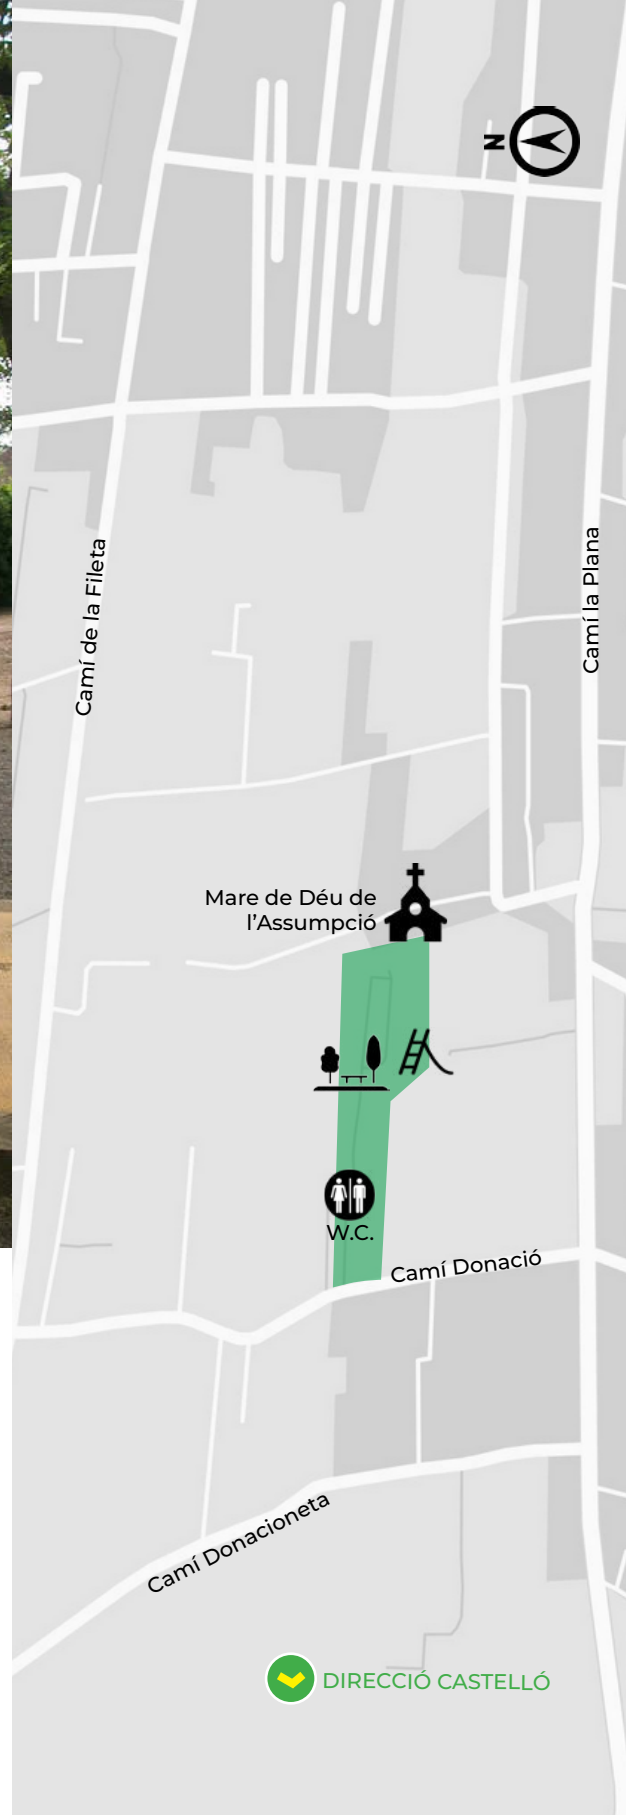 N
Camí de la Fileta
Camí la Plana
Mare de Déu de
l'Assumpció
W.C.
Camí Donació
Camí Donacioneta
DIRECCIÓ CASTELLÓ